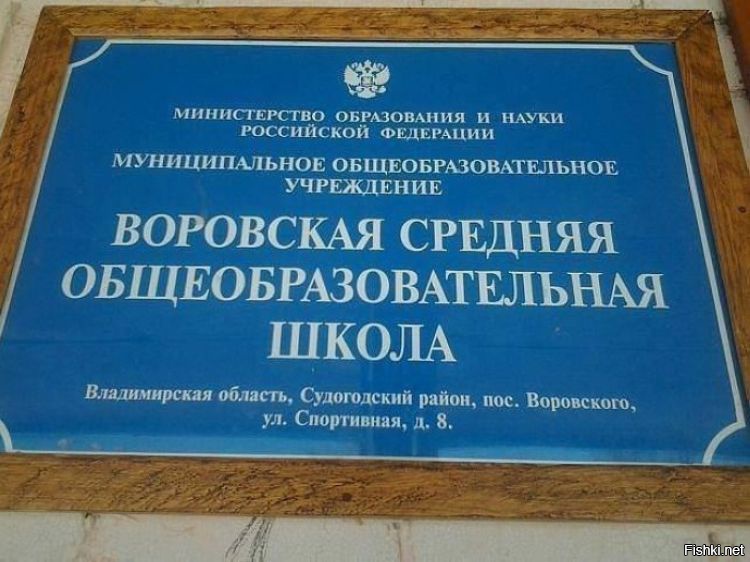 МИНИСТЕРСТВО ОБРАЗОВАНИЯ И НАУКИ
РОССИЙСКОЙ ФЕДЕРАЦИИ
МУНИЦИПАЛЬНОЕ ОБЩЕОБРАЗОВАТЕЛЬНОЕ
УЧРЕЖДЕНИЕ
ВОРОВСКАЯ СРЕДНЯЯ
ОБЩЕОБРАЗОВАТЕЛЬНАЯ
ШКОЛА
Владимирская область, Судогодский район, пос. Воровского,
ул. Спортивная, д. 8.
Fishki.net